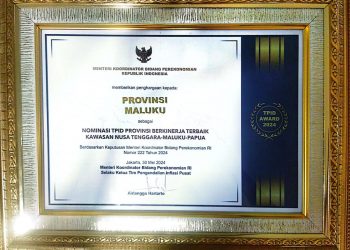 MENTERI KOORDINATOR BIDANG PEREKONOMIAN
REPUBLIK INDONESIA
memberikan penghargaan kepada:
PROVINSI
MALUKU
sebagai
NOMINASI TPID PROVINSI BERKINERJA TERBAIK
KAWASAN NUSA TENGGARA-MALUKU-PAPUA
Berdasarkan Keputusan Menteri Koordinator Bidang Perekonomian RI
Nomor 222 Tahun 2024
Jakarta, 30 Mei 2024
Menteri Koordinator Bidang Perekonomian RI
Selaku Ketua Tim Pengendalian Inflasi Pusat
Airlangga Hartarto
TPID
AWARD
2024